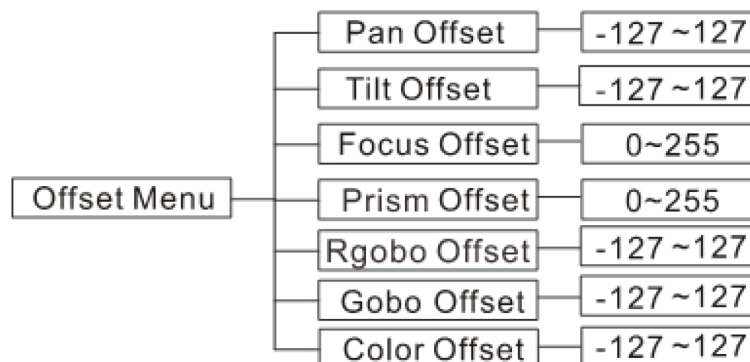 Pan Offset -127 ~127
Tilt Offset -127 ~127
Focus Offset 0~255
Offset Menu Prism Offset 0~255
Rgobo Offset -127 ~127
Gobo Offset -127 ~127
Color Offset -127 ~127